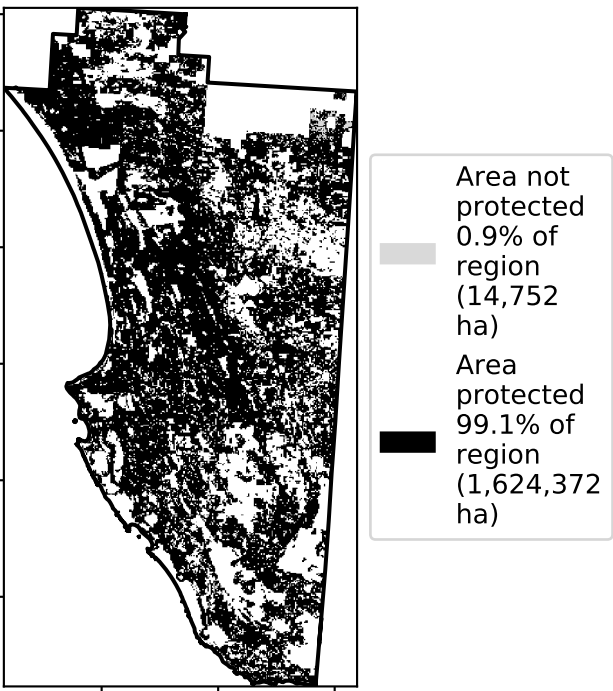 Area not
protected
0.9% of
region
(14,752
ha)
Area
protected
99.1% of
region
(1,624,372
ha)